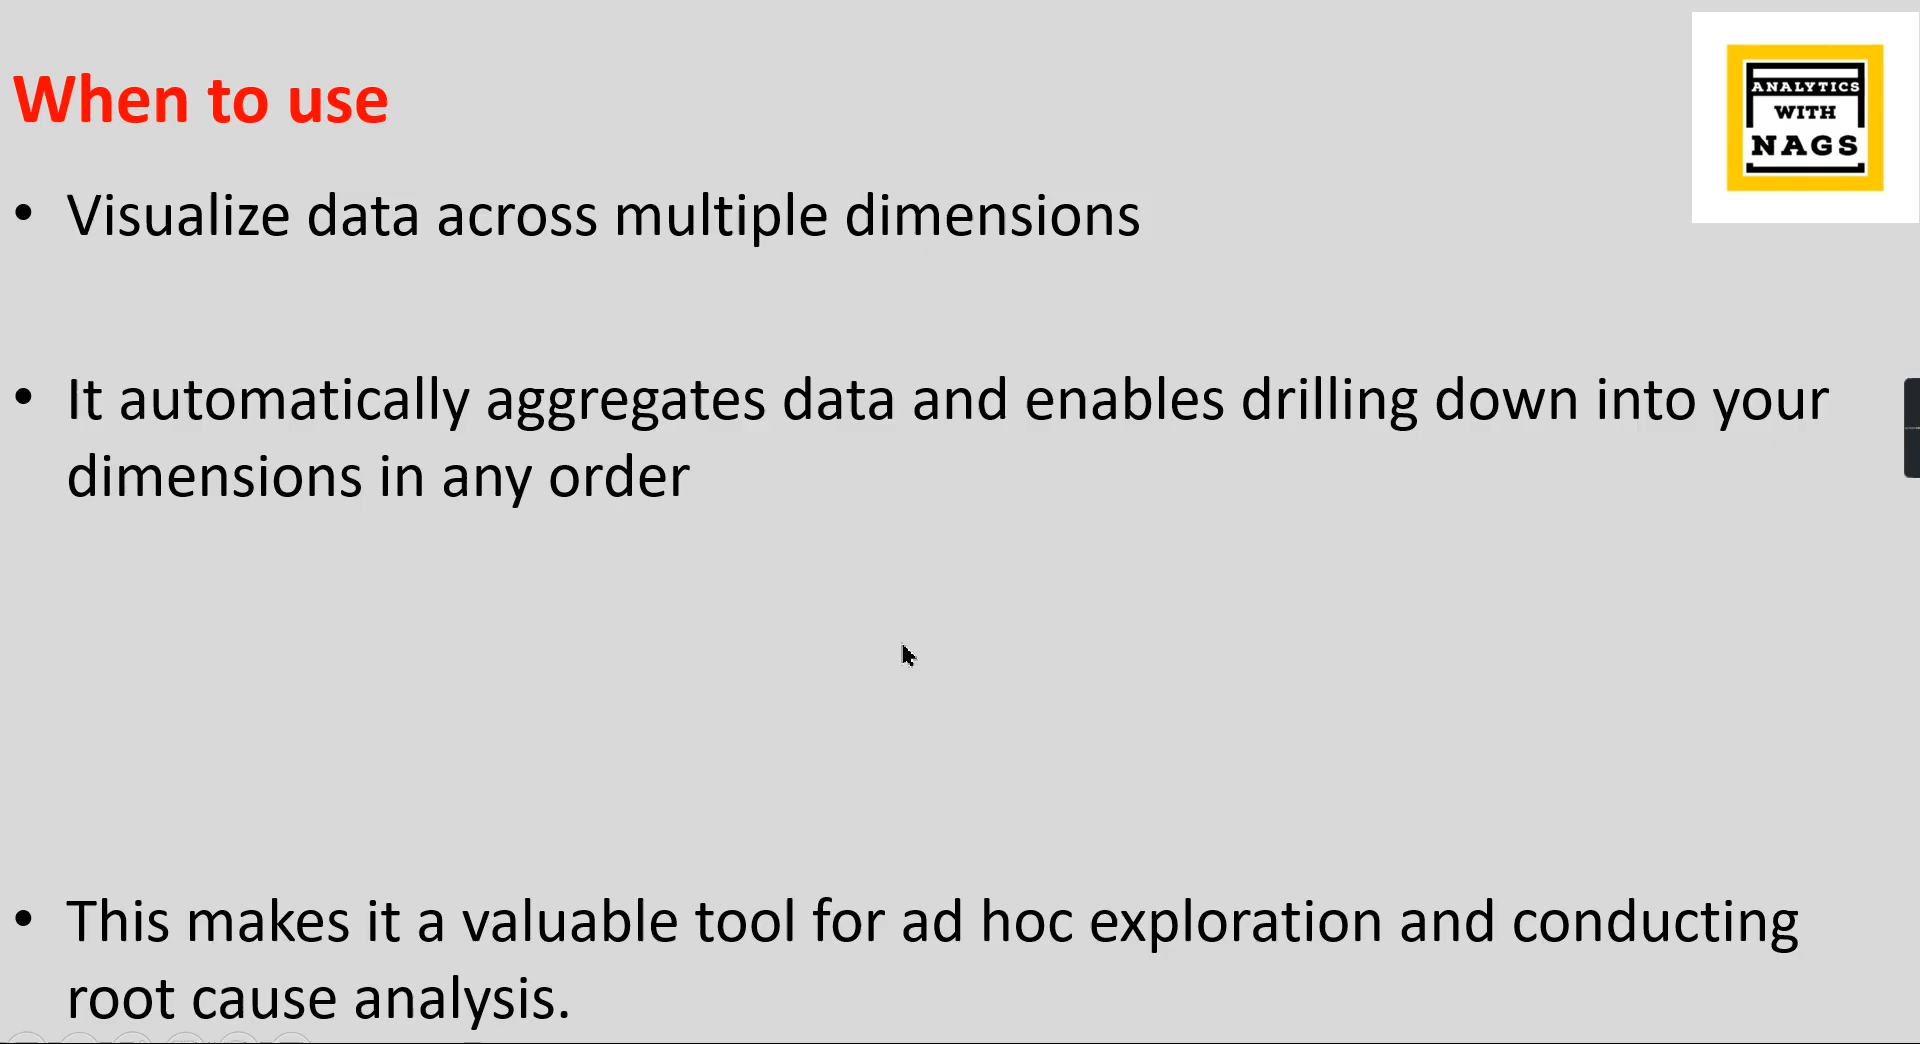 When to use
ANALYTICS
WITH
NAGS
• Visualize data across multiple dimensions
• It automatically aggregates data and enables drilling down into your
dimensions in any order
• This makes it a valuable tool for ad hoc exploration and conducting
root cause analysis.